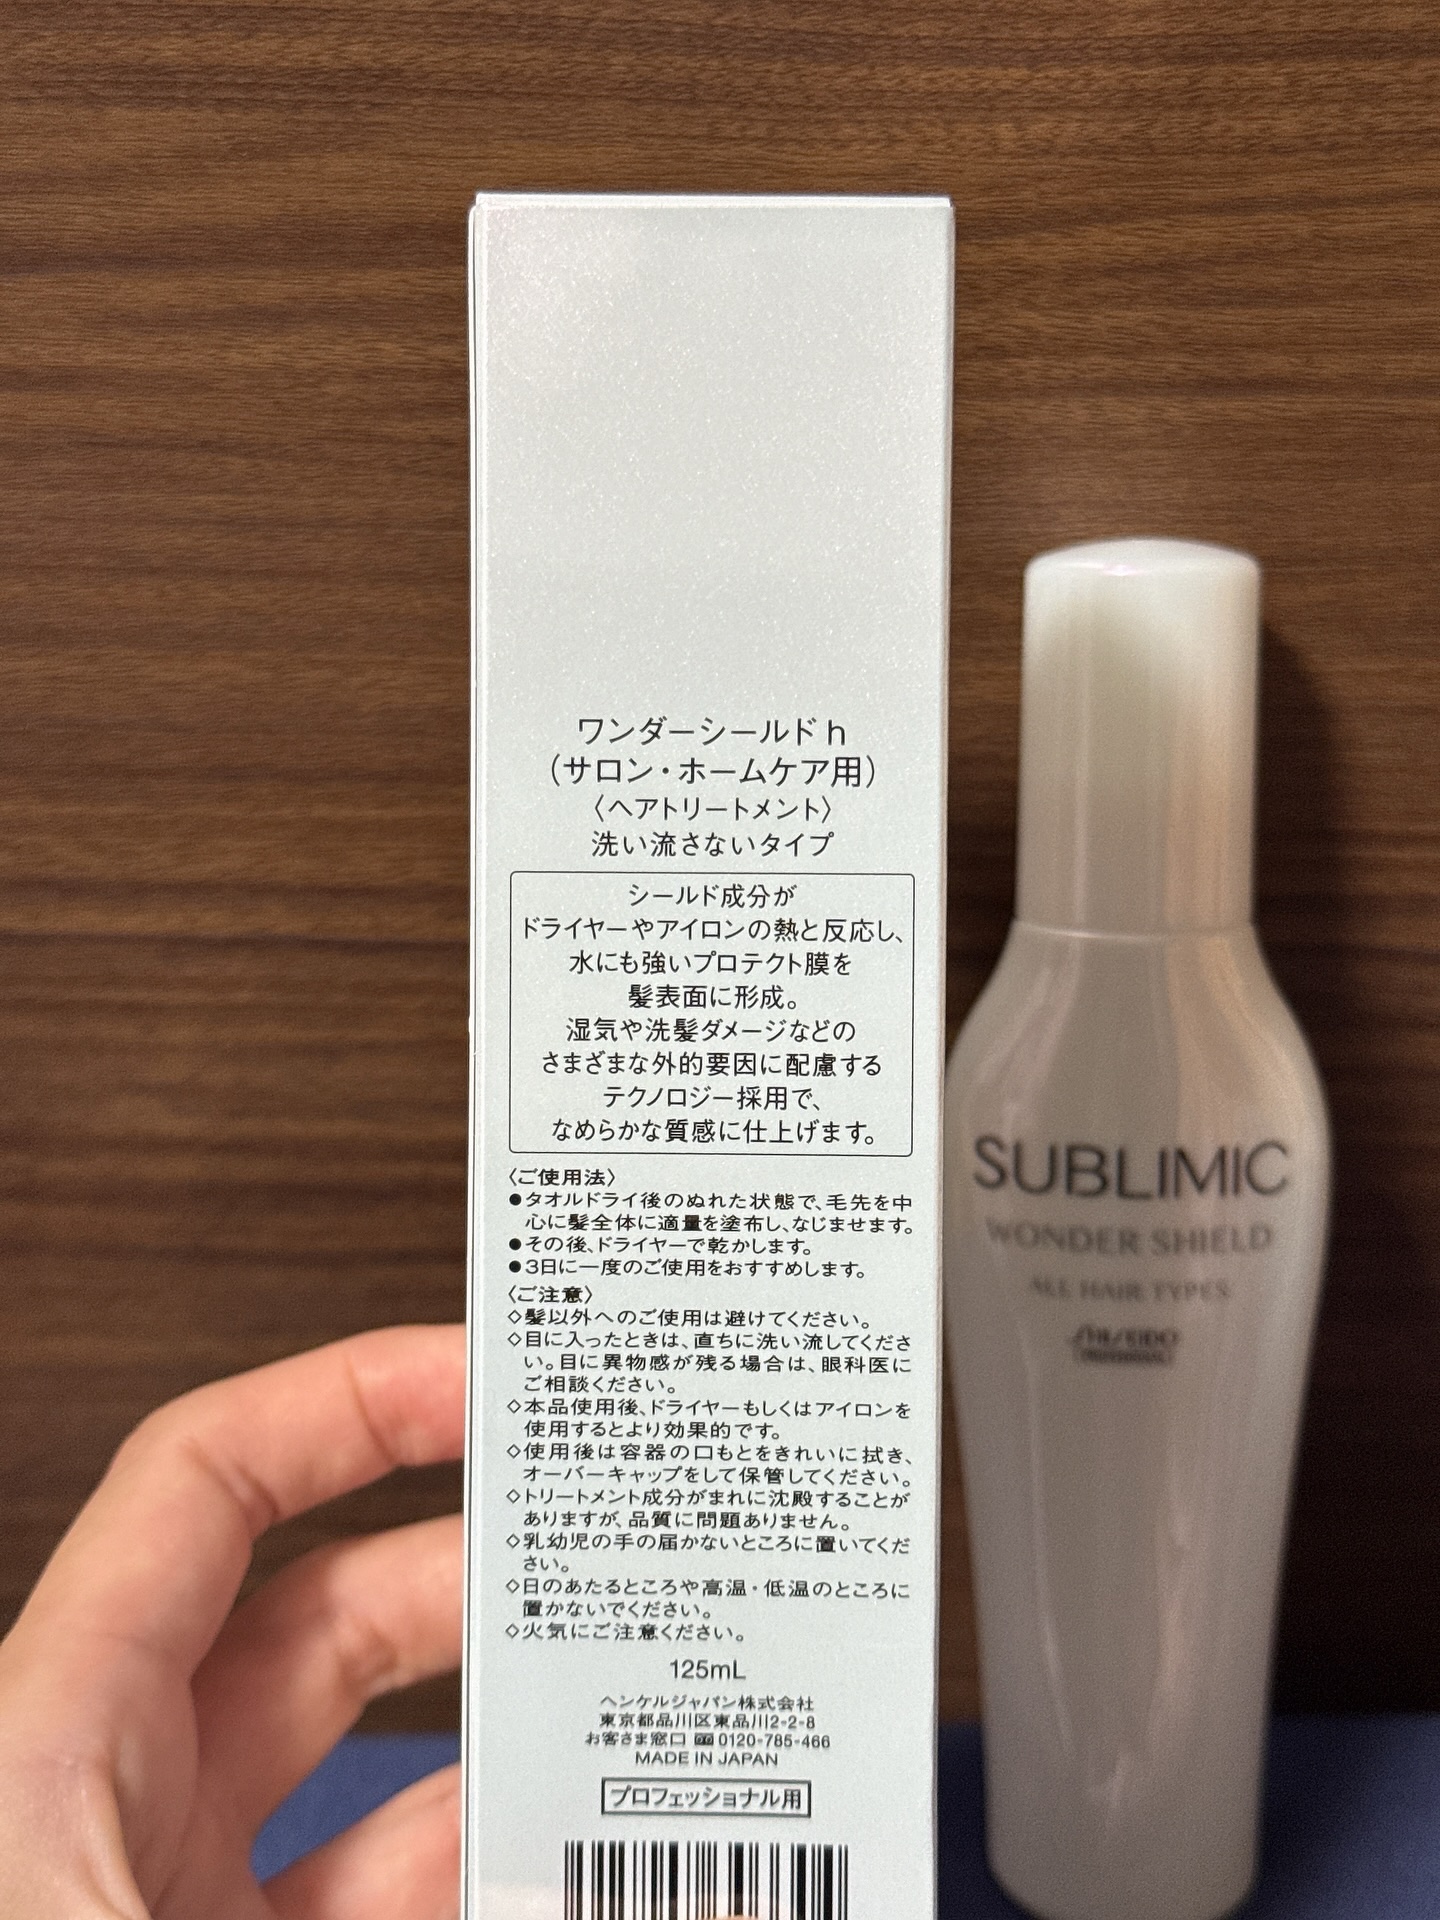 ワンダーシールド h
（サロン・ホームケア用）
〈ヘアトリートメント〉
洗い流さないタイプ
シールド成分が
ドライヤーやアイロンの熱と反応し、
水にも強いプロテクト膜を
髪表面に形成。
湿気や洗髪ダメージなどの
さまざまな外的要因に配慮する
テクノロジー採用で、
なめらかな質感に仕上げます。
〈ご使用法〉
●タオルドライ後のぬれた状態で、毛先を中
心に髪全体に適量を塗布し、なじませます。
●その後、ドライヤーで乾かします。
●3日に一度のご使用をおすすめします。
〈ご注意〉
◇髪以外へのご使用は避けてください。
◇目に入ったときは、直ちに洗い流してくださ
い。目に異物感が残る場合は、眼科医に
ご相談ください。
◇本品使用後、ドライヤーもしくはアイロンを
使用するとより効果的です。
◇使用後は容器の口もとをきれいに拭き、
オーバーキャップをして保管してください。
◇トリートメント成分がまれに沈殿することが
ありますが、品質に問題ありません。
◇乳幼児の手の届かないところに置いてくだ
さい。
◇日のあたるところや高温・低温のところに
置かないでください。
◇火気にご注意ください。
125mL
ヘンケルジャパン株式会社
東京都品川区東品川2-2-8
お客さま窓口 0120-785-466
MADE IN JAPAN
プロフェッショナル用
SUBLIMIC
WONDER SHIELD
ALL HAIR TYPES
SHISEIDO
PROFESSIONAL